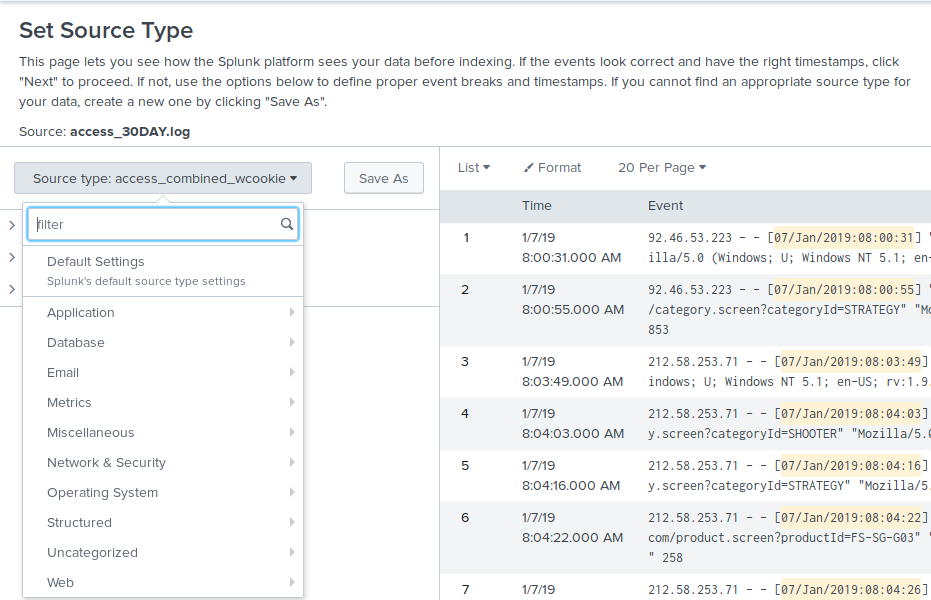 Set Source Type
This page lets you see how the Splunk platform sees your data before indexing. If the events look correct and have the right timestamps, click
"Next" to proceed. If not, use the options below to define proper event breaks and timestamps. If you cannot find an appropriate source type for
your data, create a new one by clicking "Save As".
Source: access_30DAY.log
Source type: access_combined_wcookie
Save As
filter
Default Settings
Splunk's default source type settings
Application
Database
Email
Metrics
Miscellaneous
Network & Security
Operating System
Structured
Uncategorized
Web
List
Format
20 Per Page
Time Event
1 1/7/19 92.46.53.223 - - [07/Jan/2019:08:00:31] "
8:00:31.000 AM illa/5.0 (Windows; U; Windows NT 5.1; en-
2 1/7/19 92.46.53.223 - - [07/Jan/2019:08:00:55] "
8:00:55.000 AM /category.screen?categoryId=STRATEGY" "Mo
853
3 1/7/19 212.58.253.71 - - [07/Jan/2019:08:03:49]
8:03:49.000 AM indows; U; Windows NT 5.1; en-US; rv:1.9.
4 1/7/19 212.58.253.71 - - [07/Jan/2019:08:04:03]
8:04:03.000 AM y.screen?categoryId=SHOOTER" "Mozilla/5.0
5 1/7/19 212.58.253.71 - - [07/Jan/2019:08:04:16]
8:04:16.000 AM y.screen?categoryId=STRATEGY" "Mozilla/5.
6 1/7/19 212.58.253.71 - - [07/Jan/2019:08:04:22]
8:04:22.000 AM com/product.screen?productId=FS-SG-G03" "
" 258
7 1/7/19 212.58.253.71 - - [07/Jan/2019:08:04:26]